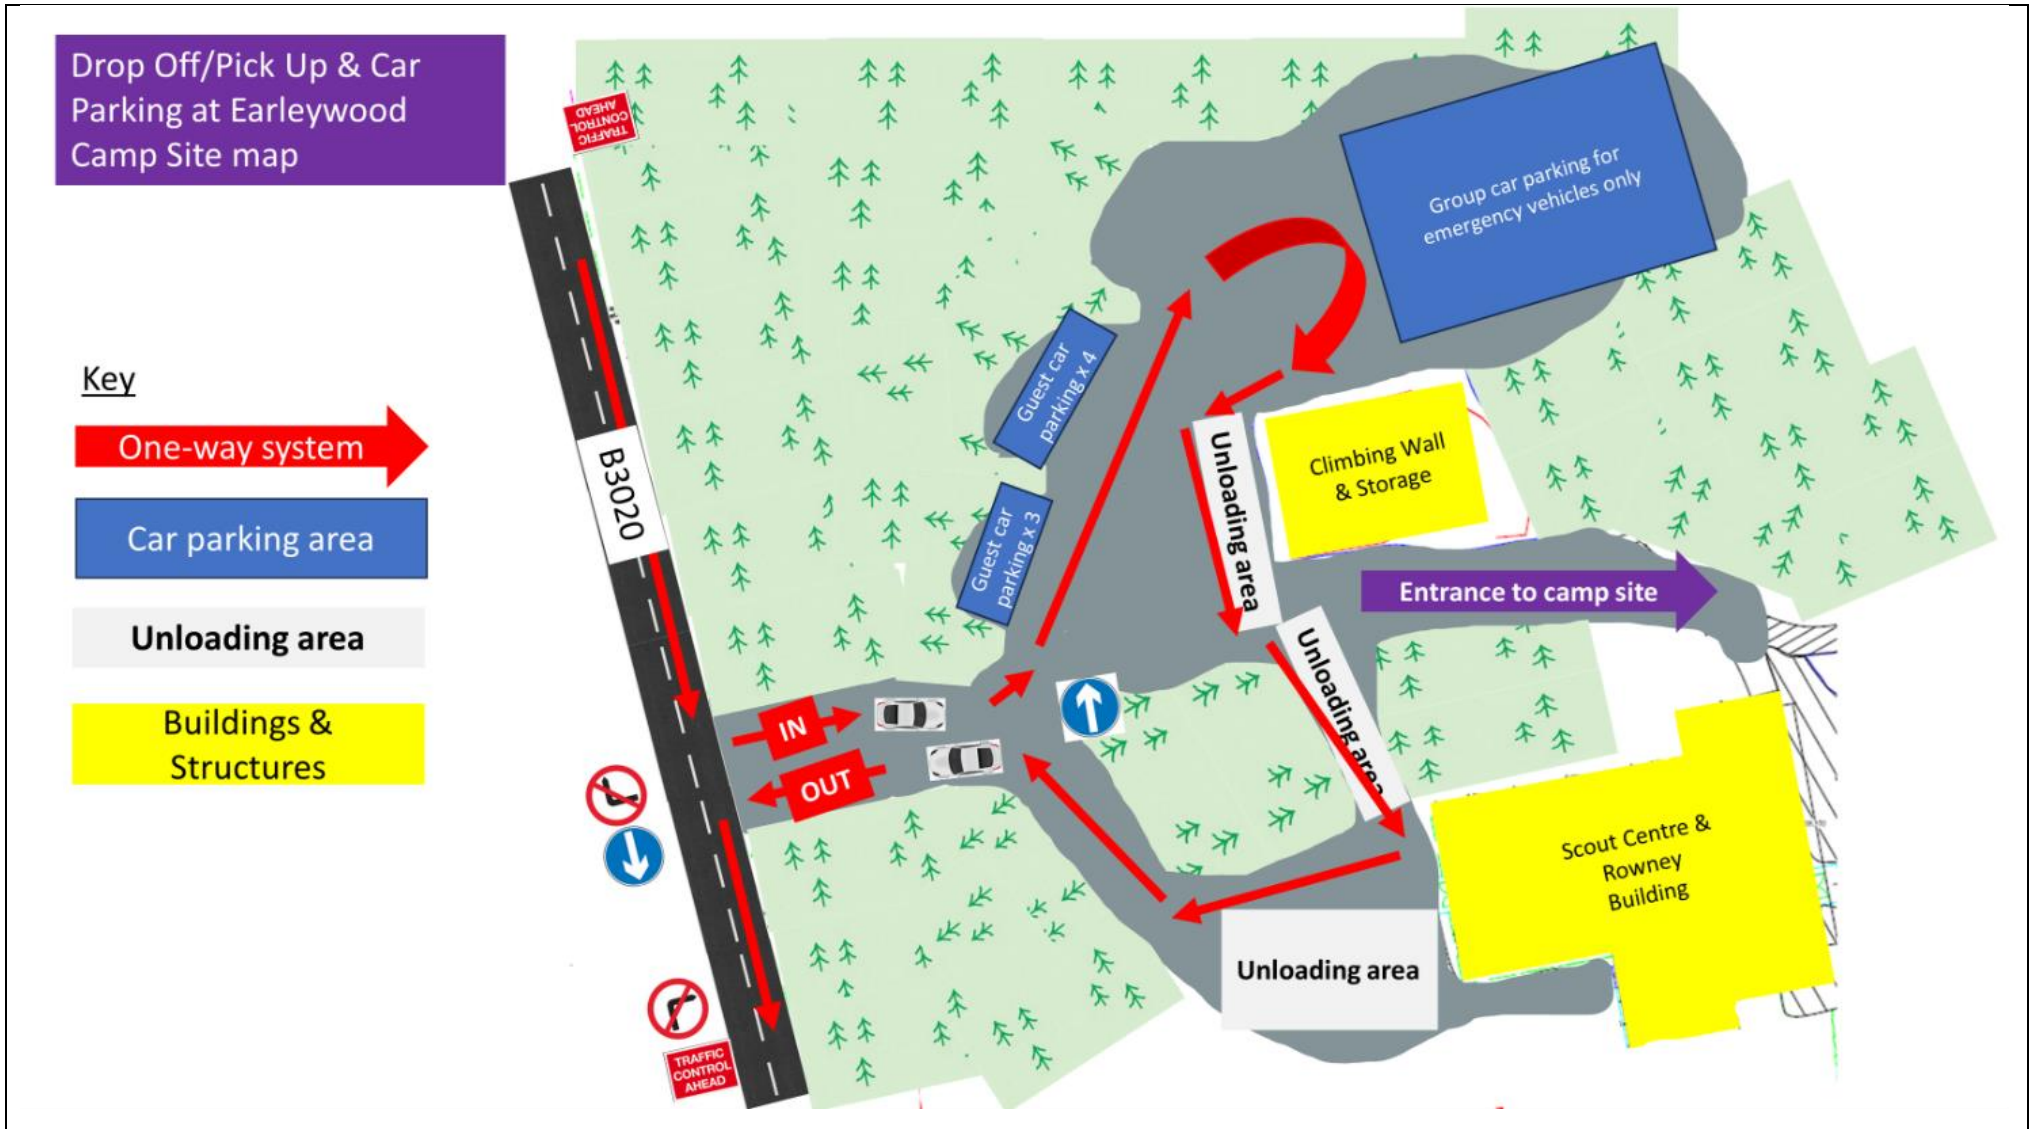 Drop Off/Pick Up & Car
Parking at Earleywood
Camp Site map
Key
One-way system
Car parking area
Unloading area
Buildings &
Structures
TRAFFIC
CONTROL
AHEAD
B3020
Group car parking for
emergency vehicles only
Guest car
parking x 4
Guest car
parking x 3
Unloading area
Climbing Wall
& Storage
Entrance to camp site
Unloading area
IN
OUT
Scout Centre &
Rowney
Building
Unloading area
TRAFFIC
CONTROL
AHEAD